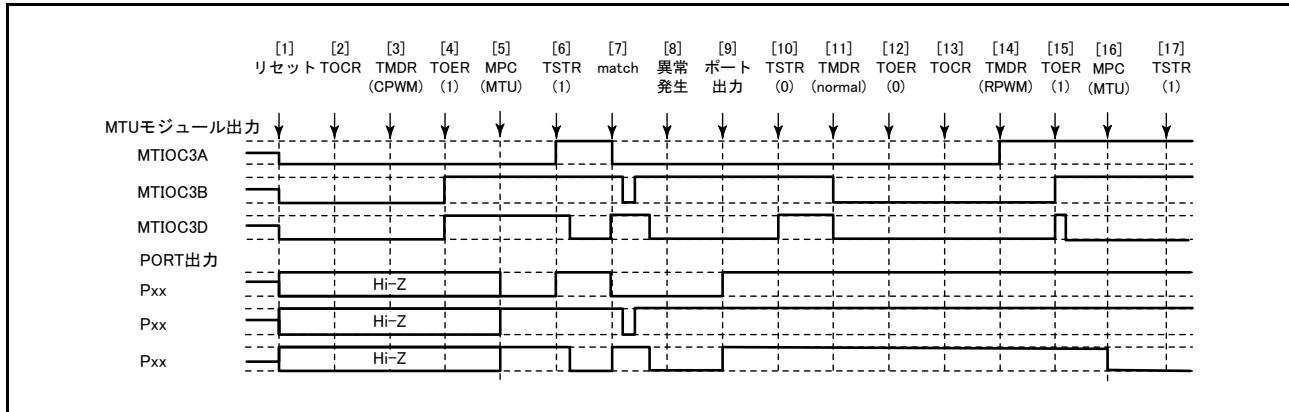 [1] [2] [3] [4] [5] [6] [7] [8] [9] [10] [11] [12] [13] [14] [15] [16] [17]
リセット TOCR TMDR TOER MPC TSTR match 異常 ポート TSTR TMDR TOER TOCR TMDR TOER MPC TSTR
(CPWM) (1) (MTU) (1) 発生 出力 (0) (normal) (0) (RPWM) (1) (MTU) (1)
MTUモジュール出力
MTIOC3A
MTIOC3B
MTIOC3D
PORT出力
Pxx Hi-Z
Pxx Hi-Z
Pxx Hi-Z